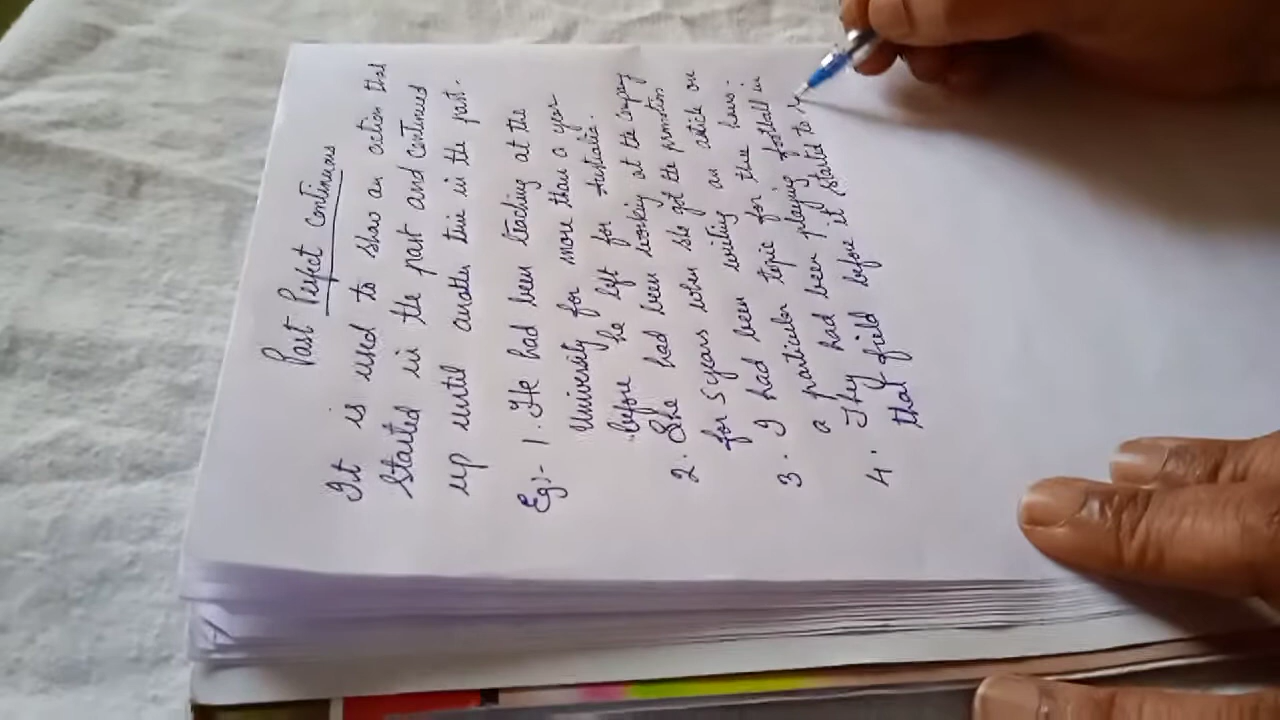 Past Perfect Continuous
It is used to show an action that
started in the past and continued
up until another time in the past.
Eg:- 1. He had been teaching at the
University for more than a year
before he left for Australia.
2. She had been working at the company
for 5 years when she got the promotion
3. I had been writing an article on
a particular topic for three hours.
4. They had been playing football in
that field before it started to